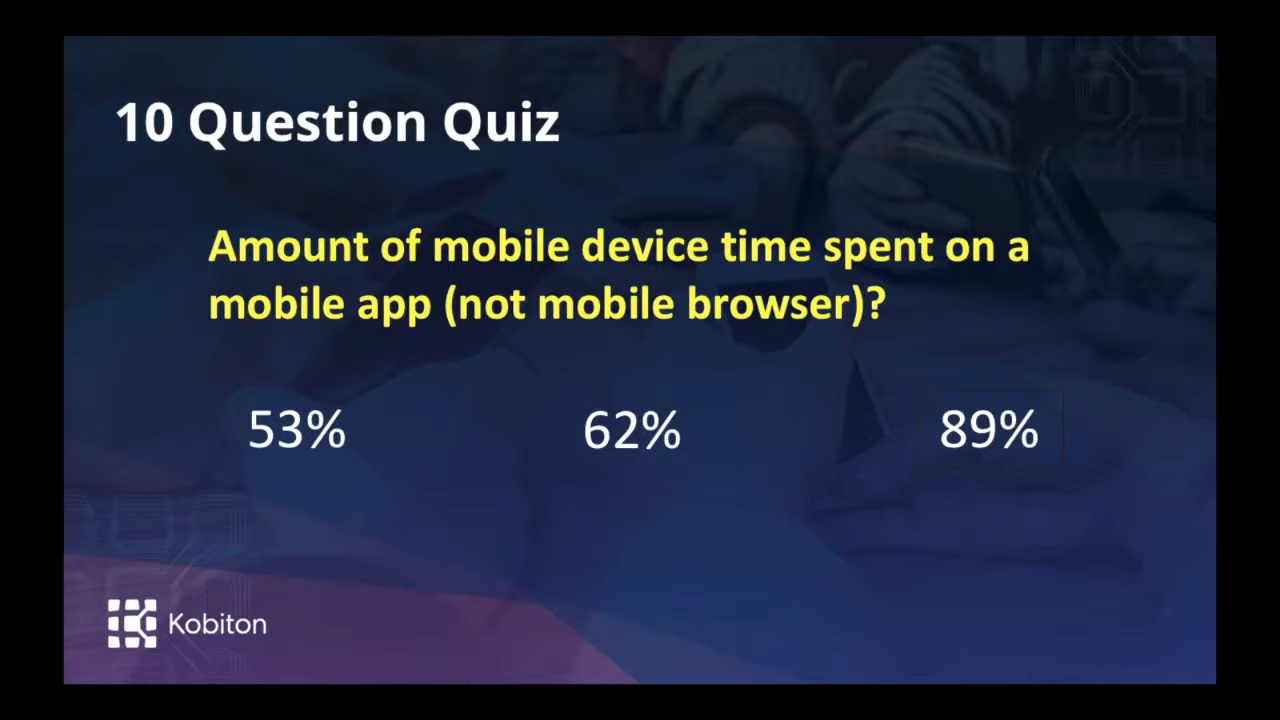 10 Question Quiz
Amount of mobile device time spent on a
mobile app (not mobile browser)?
53% 62% 89%
Kobiton